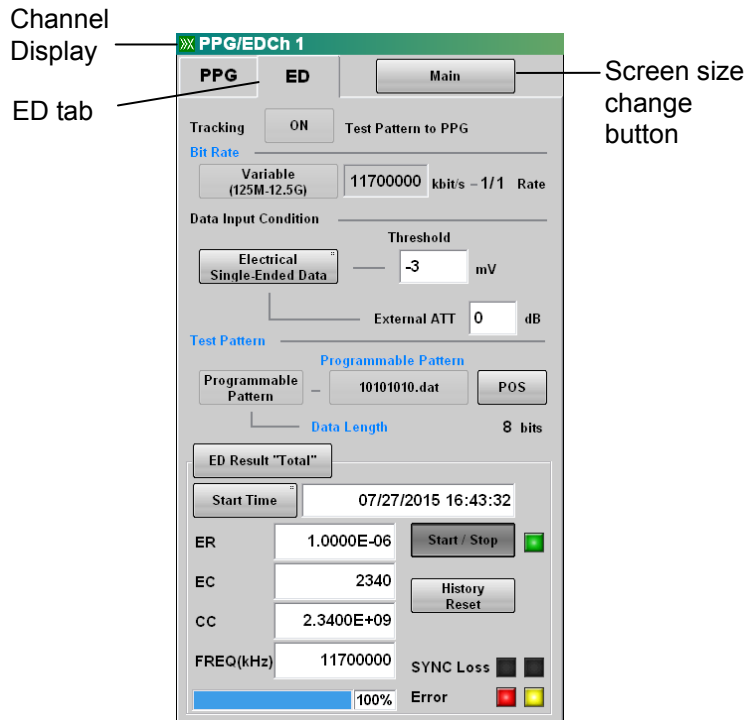 Channel
Display
ED tab
Screen size
change
button
PPG/EDCh 1
PPG ED Main
Tracking ON Test Pattern to PPG
Bit Rate
Variable
(125M-12.5G) 11700000 kbit/s - 1/1 Rate
Data Input Condition
Threshold
Electrical
Single-Ended Data -3 mV
External ATT 0 dB
Test Pattern
Programmable Pattern
Programmable
Pattern 10101010.dat POS
Data Length 8 bits
ED Result "Total"
Start Time 07/27/2015 16:43:32
ER 1.0000E-06 Start / Stop
EC 2340 History
Reset
CC 2.3400E+09
FREQ(kHz) 11700000 SYNC Loss
100% Error